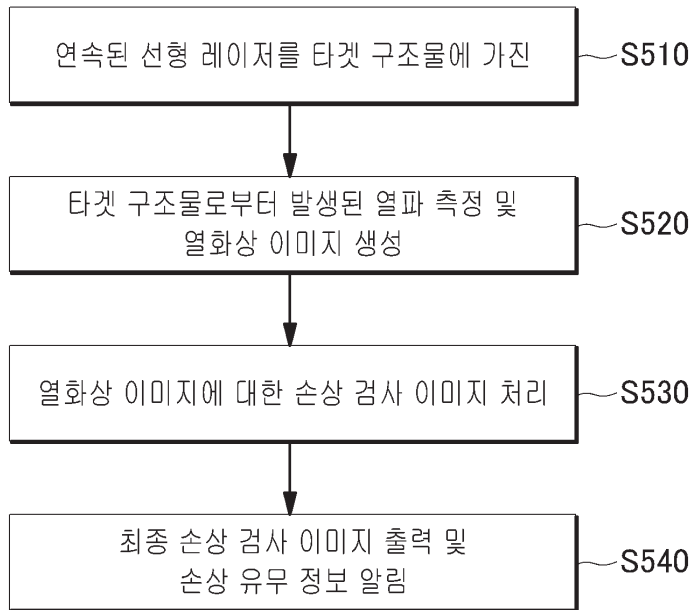 연속된 선형 레이저를 타겟 구조물에 가진
S510
타겟 구조물로부터 발생된 열파 측정 및
열화상 이미지 생성
S520
열화상 이미지에 대한 손상 검사 이미지 처리
S530
최종 손상 검사 이미지 출력 및
손상 유무 정보 알림
S540